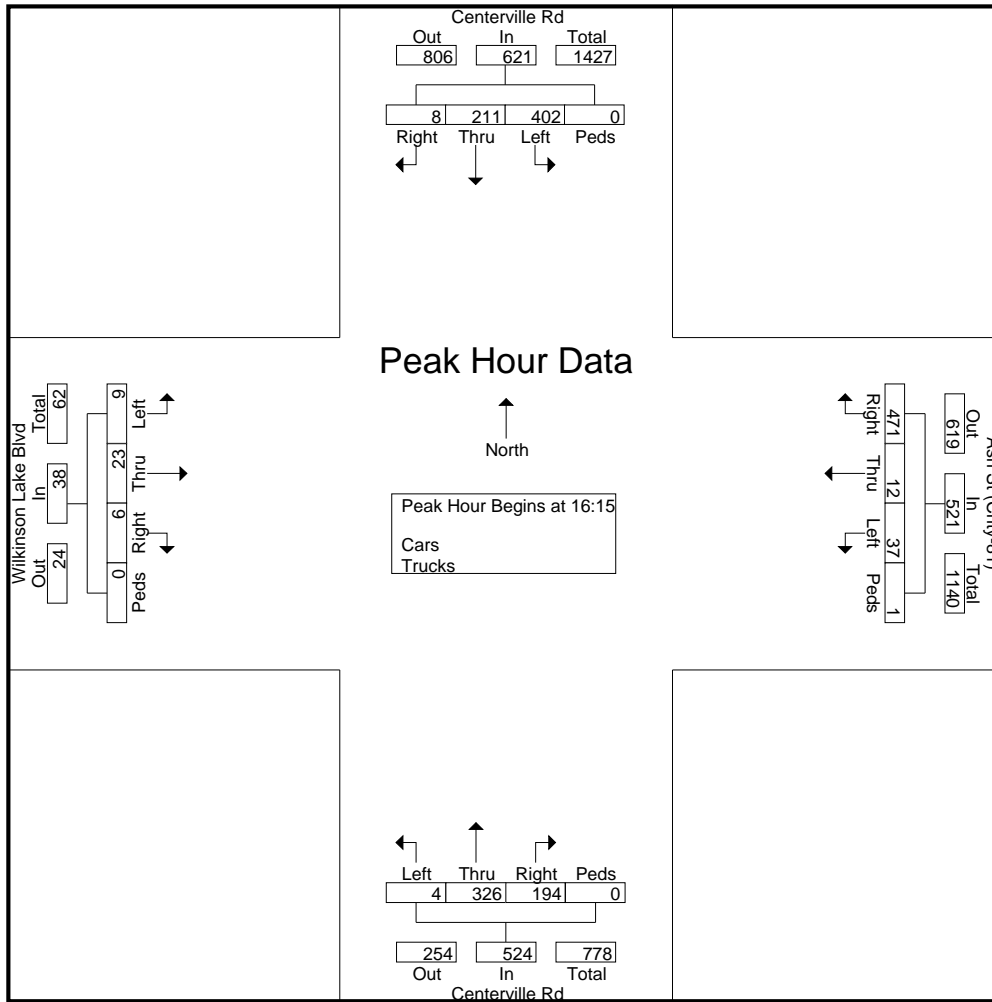 Centerville Rd
Out In Total
806 621 1427
8 211 402 0
Right Thru Left Peds
Peak Hour Data
North
Peak Hour Begins at 16:15
Cars
Trucks
Wilkinson Lake Blvd
Out In Total
24 38 62
0 6 23 9
Peds Right Thru Left
Out In Total
619 521 1140
471 12 37 1
Right Thru Left Peds
Ash St
Left Thru Right Peds
4 326 194 0
254 524 778
Out In Total
Centerville Rd